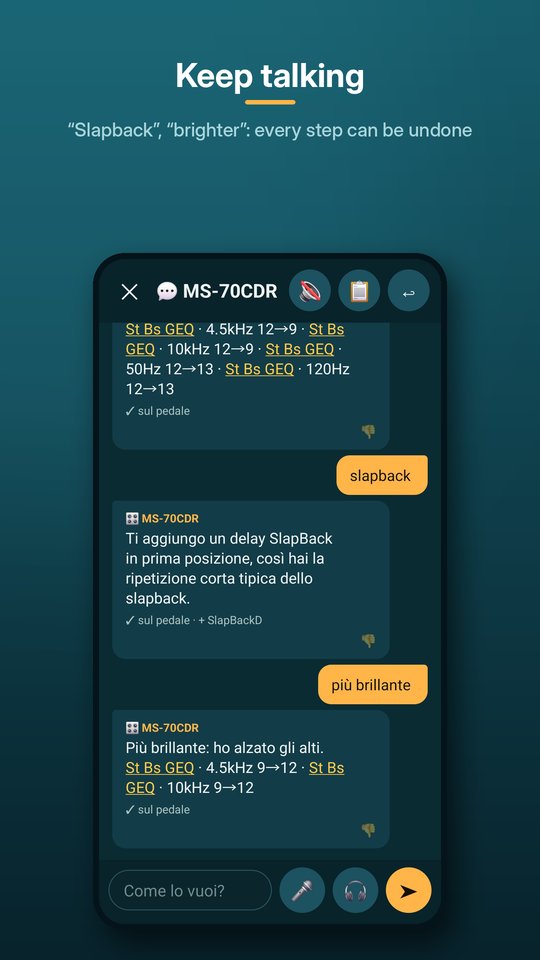 Keep talking
“Slapback”, “brighter”: every step can be undone
MS-70CDR
St Bs GEQ · 4.5kHz 12→9 · St Bs
GEQ · 10kHz 12→9 · St Bs GEQ ·
50Hz 12→13 · St Bs GEQ · 120Hz
12→13
✓ sul pedale
slapback
MS-70CDR
Ti aggiungo un delay SlapBack
in prima posizione, così hai la
ripetizione corta tipica dello
slapback.
✓ sul pedale · + SlapBackD
più brillante
MS-70CDR
Più brillante: ho alzato gli alti.
St Bs GEQ · 4.5kHz 9→12 · St Bs
GEQ · 10kHz 9→12
✓ sul pedale
Come lo vuoi?